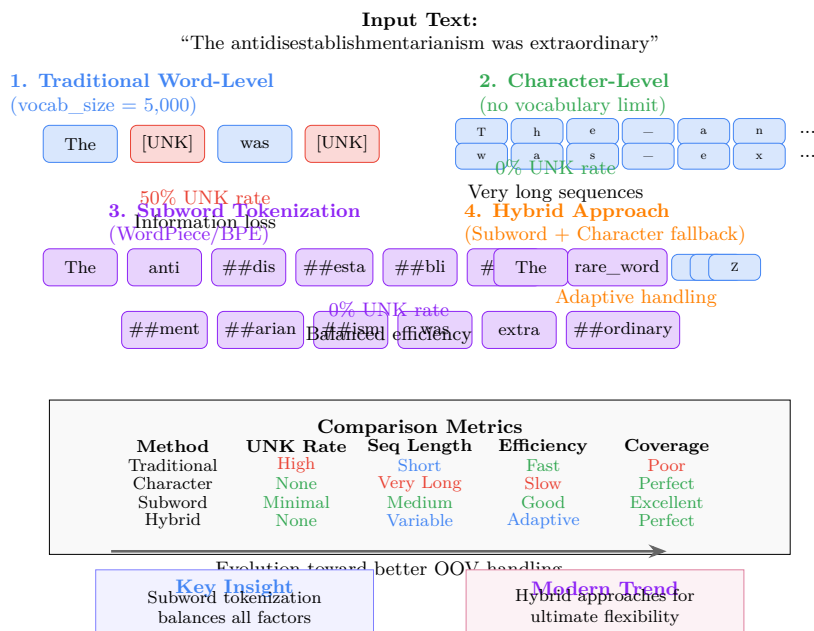 Input Text:
“The antidisestablishmentarianism was extraordinary”
1. Traditional Word-Level
(vocab_size = 5,000)
The [UNK] was [UNK]
50% UNK rate
Information loss
2. Character-Level
(no vocabulary limit)
T h e _ a n ...
w a s _ e x ...
0% UNK rate
Very long sequences
3. Subword Tokenization
(WordPiece/BPE)
The anti ##dis ##esta ##bli
##ment ##arian ##ism was extra ##ordinary
0% UNK rate
Balanced efficiency
4. Hybrid Approach
(Subword + Character fallback)
The rare_word z
Adaptive handling
Comparison Metrics
Method UNK Rate Seq Length Efficiency Coverage
Traditional High Short Fast Poor
Character None Very Long Slow Perfect
Subword Minimal Medium Good Excellent
Hybrid None Variable Adaptive Perfect
Evolution toward better OOV handling
Key Insight
Subword tokenization
balances all factors
Modern Trend
Hybrid approaches for
ultimate flexibility